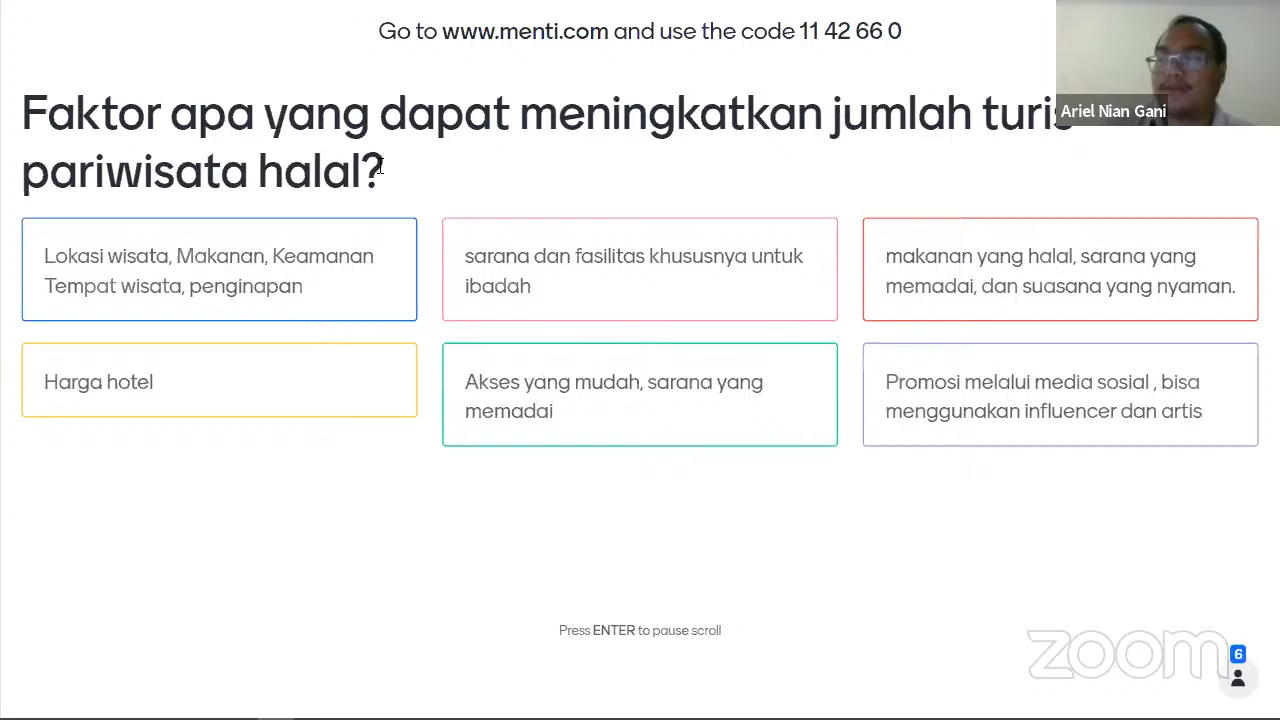 Go to www.menti.com and use the code 11 42 66 0
Ariel Nian Gani
Faktor apa yang dapat meningkatkan jumlah turis
pariwisata halal?
Lokasi wisata, Makanan, Keamanan
Tempat wisata, penginapan
sarana dan fasilitas khususnya untuk
ibadah
makanan yang halal, sarana yang
memadai, dan suasana yang nyaman.
Harga hotel
Akses yang mudah, sarana yang
memadai
Promosi melalui media sosial , bisa
menggunakan influencer dan artis
Press ENTER to pause scroll
zoom
6